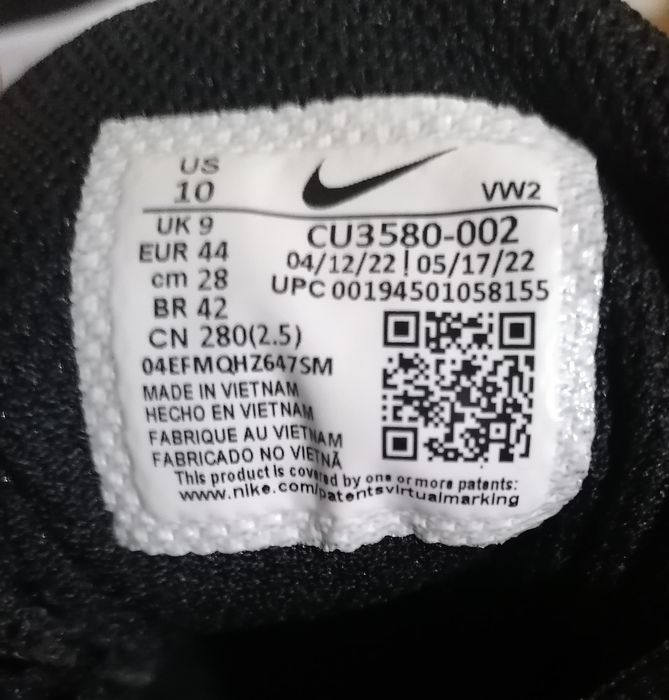 US
10
VW2
UK 9
EUR 44
cm 28
BR 42
CN 280(2.5)
CU3580-002
04/12/22 | 05/17/22
UPC 00194501058155
04EFMQHZ647SM
MADE IN VIETNAM
HECHO EN VIETNAM
FABRIQUE AU VIETNAM
FABRICADO NO VIETNÃ
This product is covered by one or more patents:
www.nike.com/patentsvirtualmarking